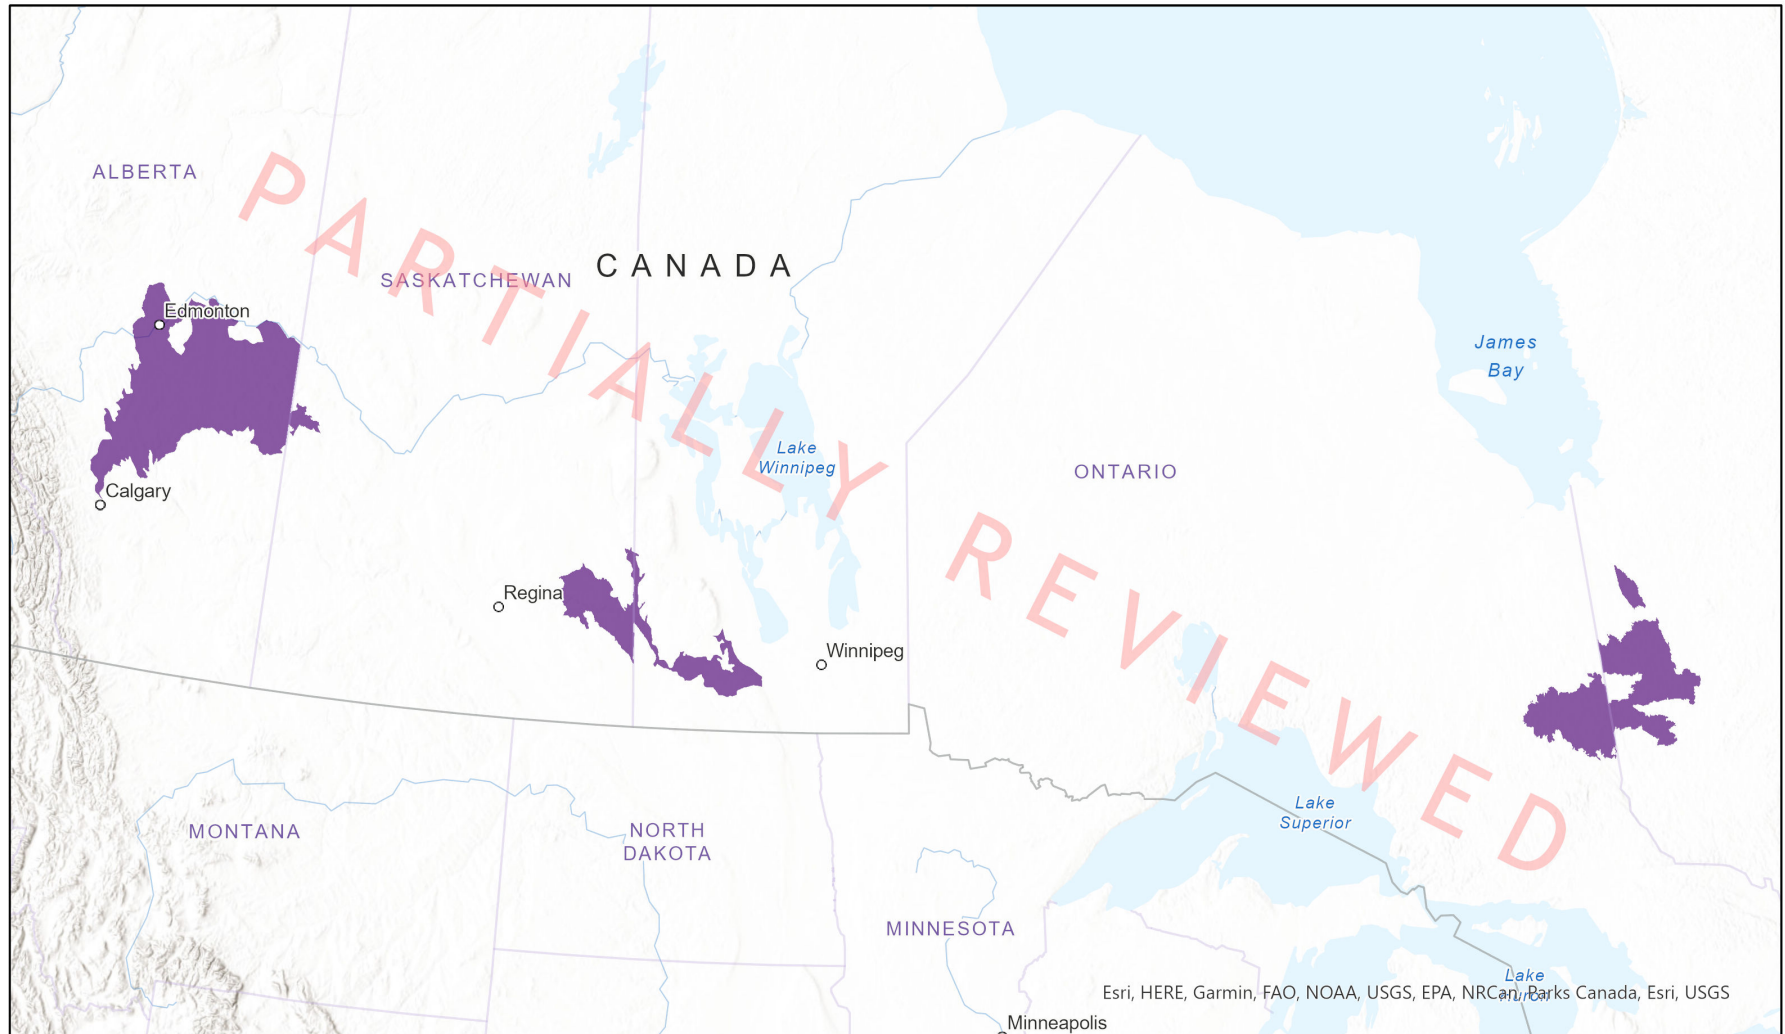 ALBERTA
PARTIALLY REVIEWED
CANADA
SASKATCHEWAN
Edmonton
James
Bay
Lake
Winnipeg
ONTARIO
Calgary
Regina
Winnipeg
Lake
Superior
MONTANA
NORTH
DAKOTA
MINNESOTA
Lake
Huron
Esri, HERE, Garmin, FAO, NOAA, USGS, EPA, NRCan, Parks Canada, Esri, USGS
Minneapolis